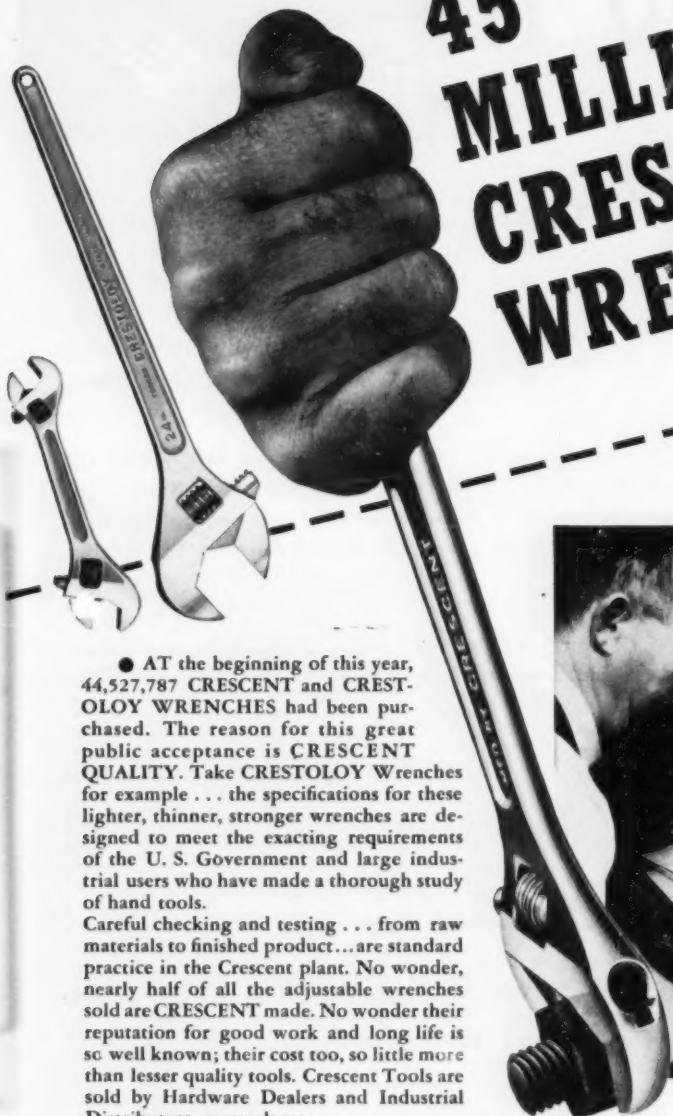 45
MILLI
CRES
WRE
24 in CRESTOLOY
CRESCENT
● AT the beginning of this year,
44,527,787 CRESCENT and CREST-
OLOY WRENCHES had been pur-
chased. The reason for this great
public acceptance is CRESCENT
QUALITY. Take CRESTOLOY Wrenches
for example . . . the specifications for these
lighter, thinner, stronger wrenches are de-
signed to meet the exacting requirements
of the U. S. Government and large indus-
trial users who have made a thorough study
of hand tools.
Careful checking and testing . . . from raw
materials to finished product...are standard
practice in the Crescent plant. No wonder,
nearly half of all the adjustable wrenches
sold are CRESCENT made. No wonder their
reputation for good work and long life is
so well known; their cost too, so little more
than lesser quality tools. Crescent Tools are
sold by Hardware Dealers and Industrial